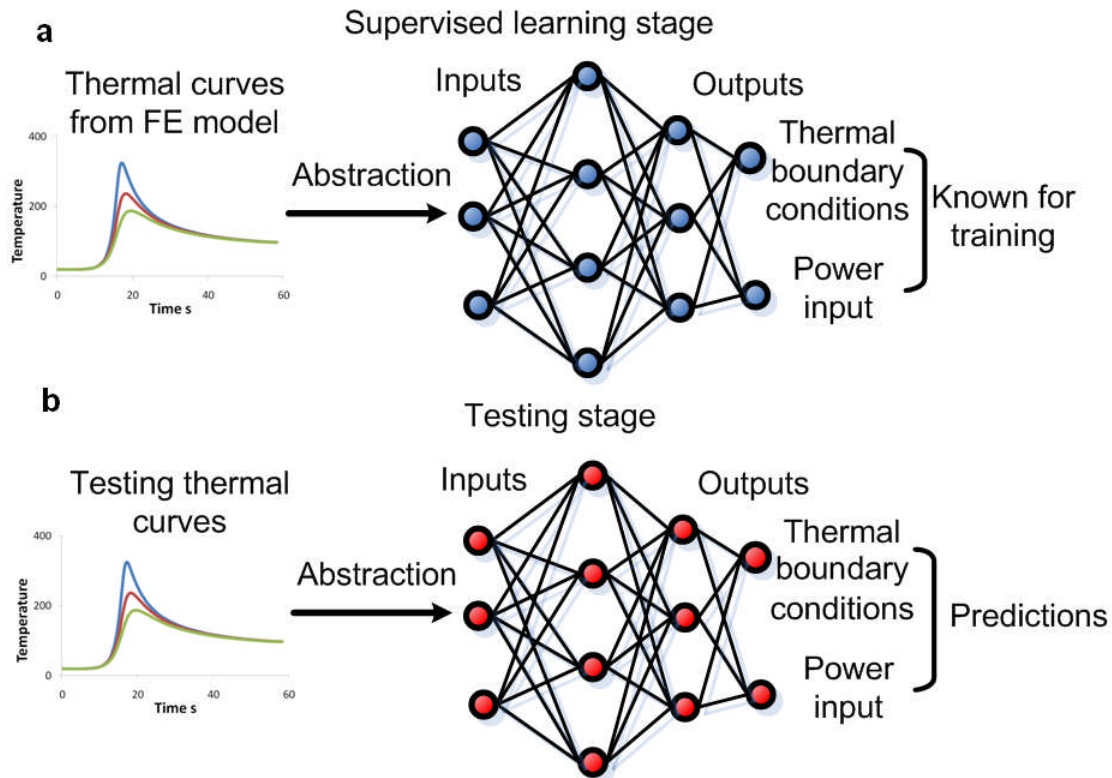 a
Supervised learning stage
Thermal curves
from FE model
Inputs
Outputs
400
200
0
Temperature
0
20
40
60
Time s
Abstraction
Thermal
boundary
conditions
Power
input
Known for
training
b
Testing stage
Testing thermal
curves
Inputs
Outputs
400
200
0
Temperature
0
20
40
60
Time s
Abstraction
Thermal
boundary
conditions
Power
input
Predictions